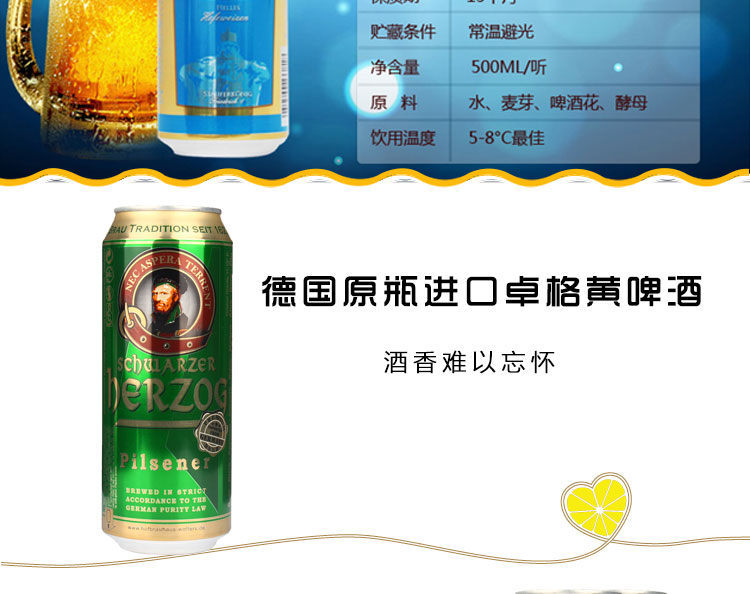 HELLES
Hefeweizen
贮藏条件 常温避光
净含量 500ML/听
原 料 水、麦芽、啤酒花、酵母
饮用温度 5-8°C最佳
BRAU TRADITION SEIT
NEC ASPERA TERRENT
德国原瓶进口卓格黄啤酒
酒香难以忘怀
SCHWARZER
HERZOG
Pilsener
BREWED IN STRICT
ACCORDANCE TO THE
GERMAN PURITY LAW